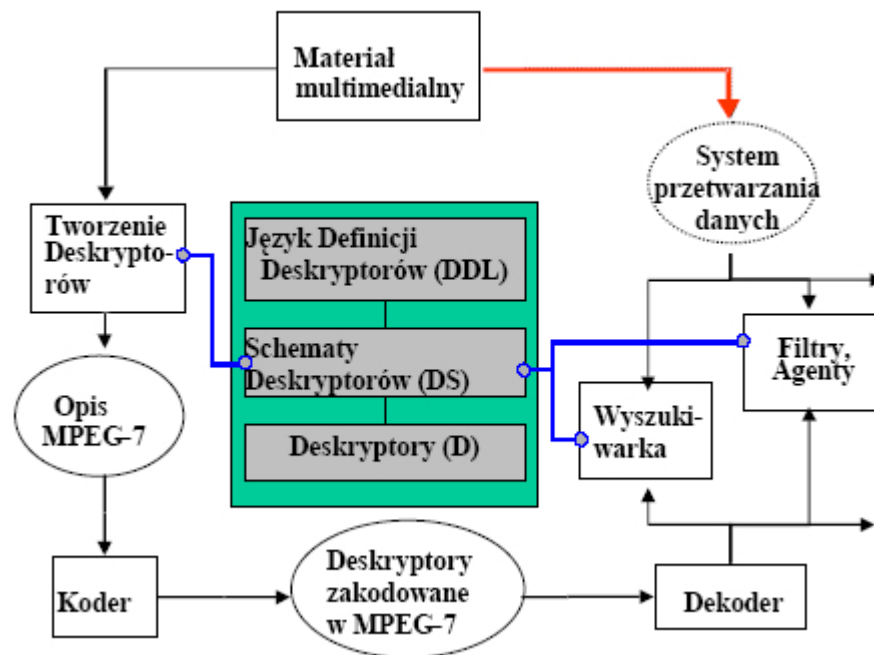 Materiał
multimedialny
System
przetwarzania
danych
Tworzenie
Deskrypto-
rów
Język Definicji
Deskryptorów (DDL)
Schematy
Deskryptorów (DS)
Deskryptory (D)
Filtry,
Agenty
Wyszuki-
warka
Opis
MPEG-7
Koder
Deskryptory
zakodowane
w MPEG-7
Dekoder